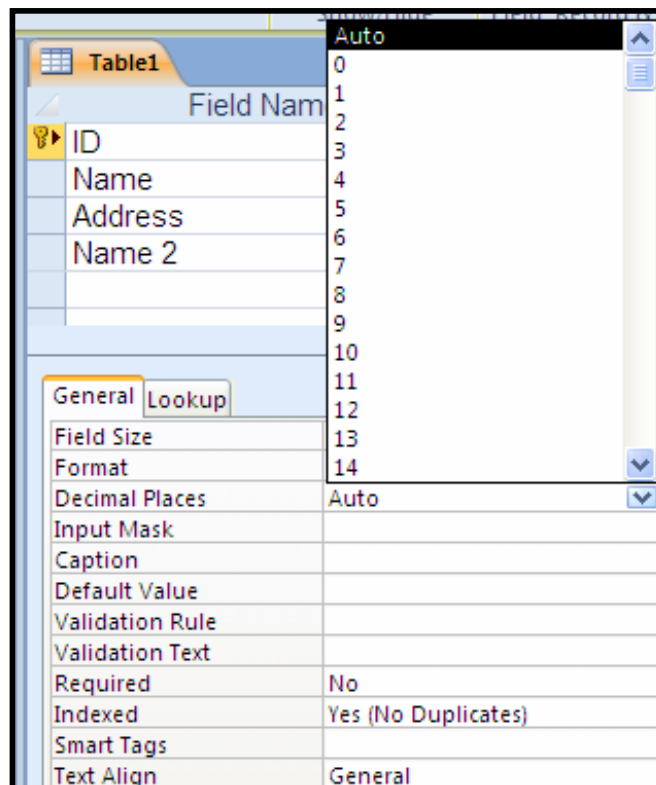 Table1
Field Nam
ID
Name
Address
Name 2
Auto
0
1
2
3
4
5
6
7
8
9
10
11
12
13
14
General Lookup
Field Size
Format
Decimal Places Auto
Input Mask
Caption
Default Value
Validation Rule
Validation Text
Required No
Indexed Yes (No Duplicates)
Smart Tags
Text Align General